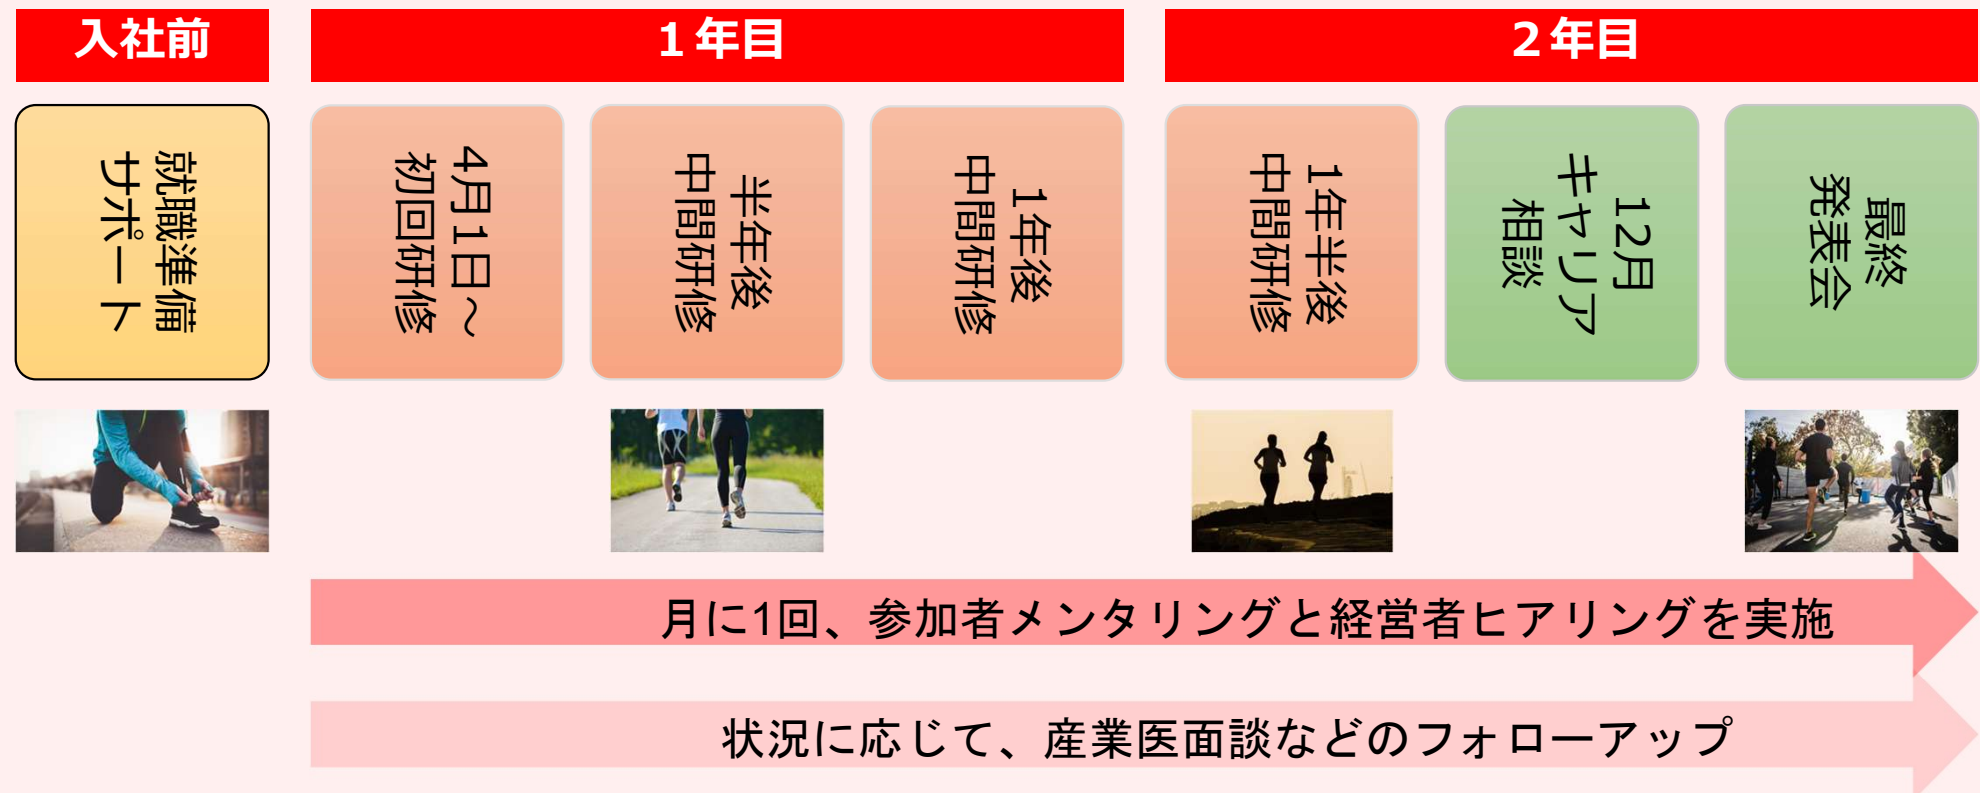 入社前
１年目
２年目
就職準備
サポート
4月1日～
初回研修
半年後
中間研修
1年後
中間研修
1年半後
中間研修
12月
キャリア
相談
最終
発表会
月に1回、参加者メンタリングと経営者ヒアリングを実施
状況に応じて、産業医面談などのフォローアップ